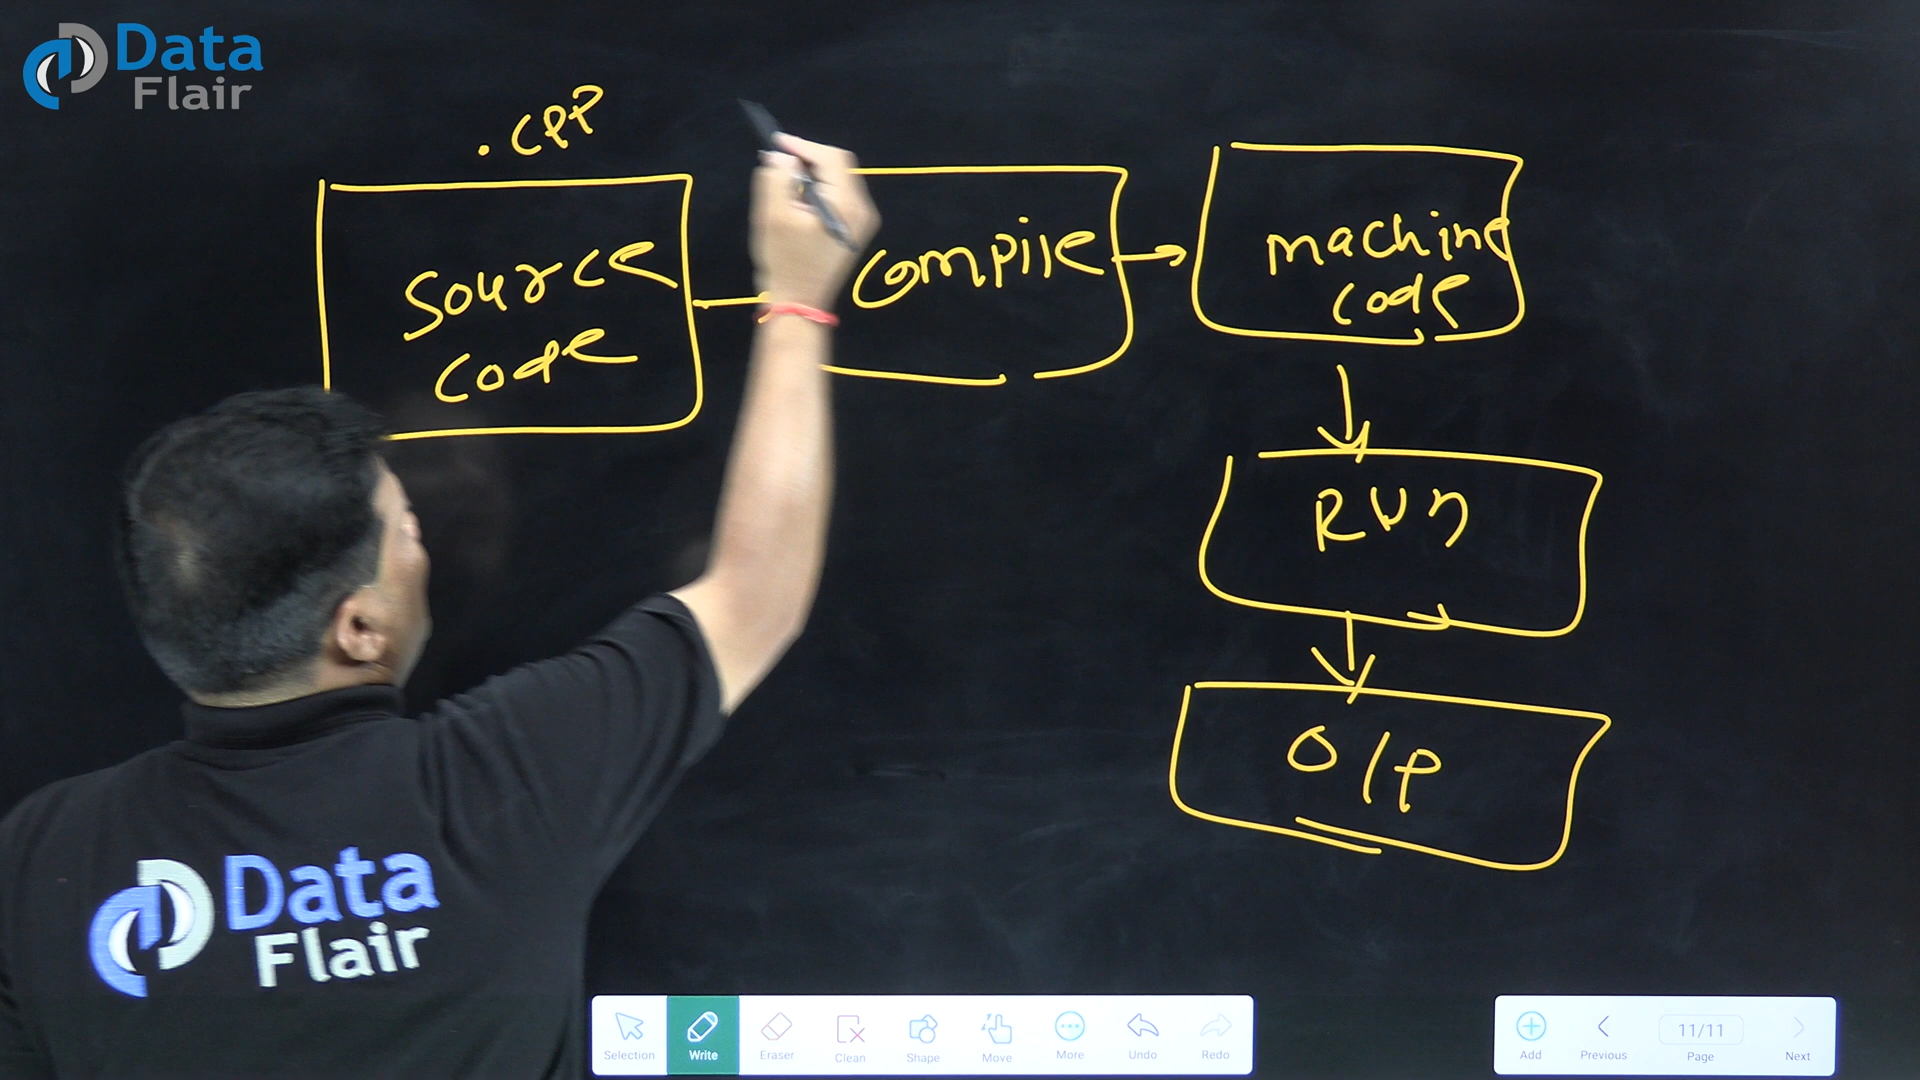 Data
Flair
.cpp
source
code
compile
machine
code
Run
O/P
Data
Flair
Selection
Write
Eraser
Clean
Shape
Move
More
Undo
Redo
Add
Previous
11/11
Page
Next